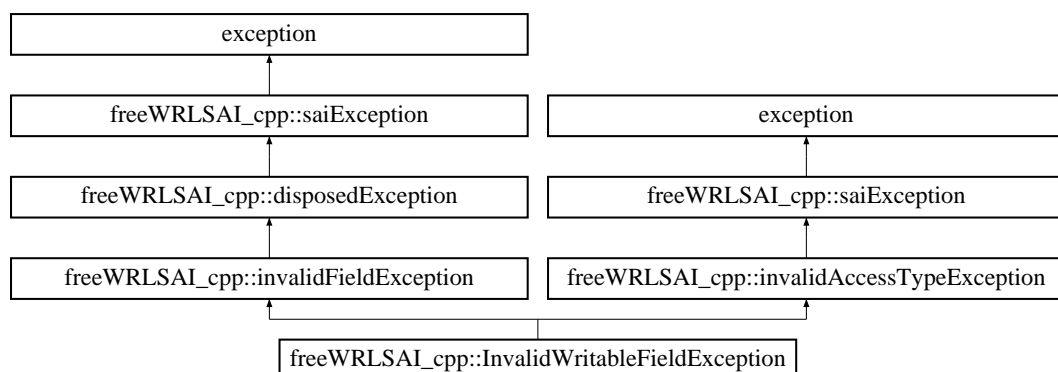 exception
freeWRLSAI_cpp::saiException
exception
freeWRLSAI_cpp::disposedException
freeWRLSAI_cpp::saiException
freeWRLSAI_cpp::invalidFieldException
freeWRLSAI_cpp::invalidAccessTypeException
freeWRLSAI_cpp::InvalidWritableFieldException